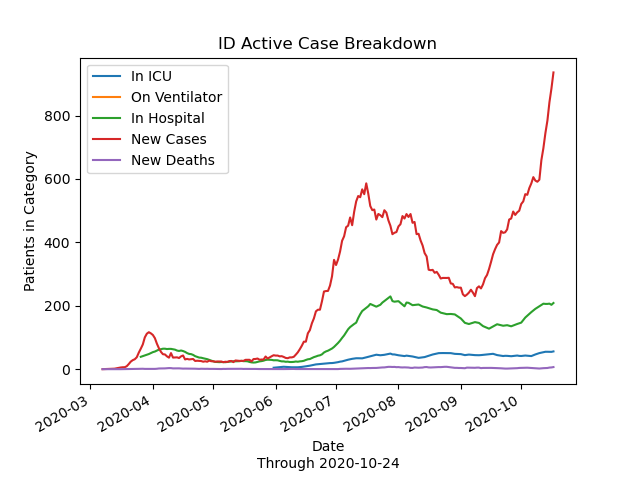 ID Active Case Breakdown
In ICU
On Ventilator
In Hospital
New Cases
New Deaths
Patients in Category
800
600
400
200
0
2020-03
2020-04
2020-05
2020-06
2020-07
2020-08
2020-09
2020-10
Date
Through 2020-10-24